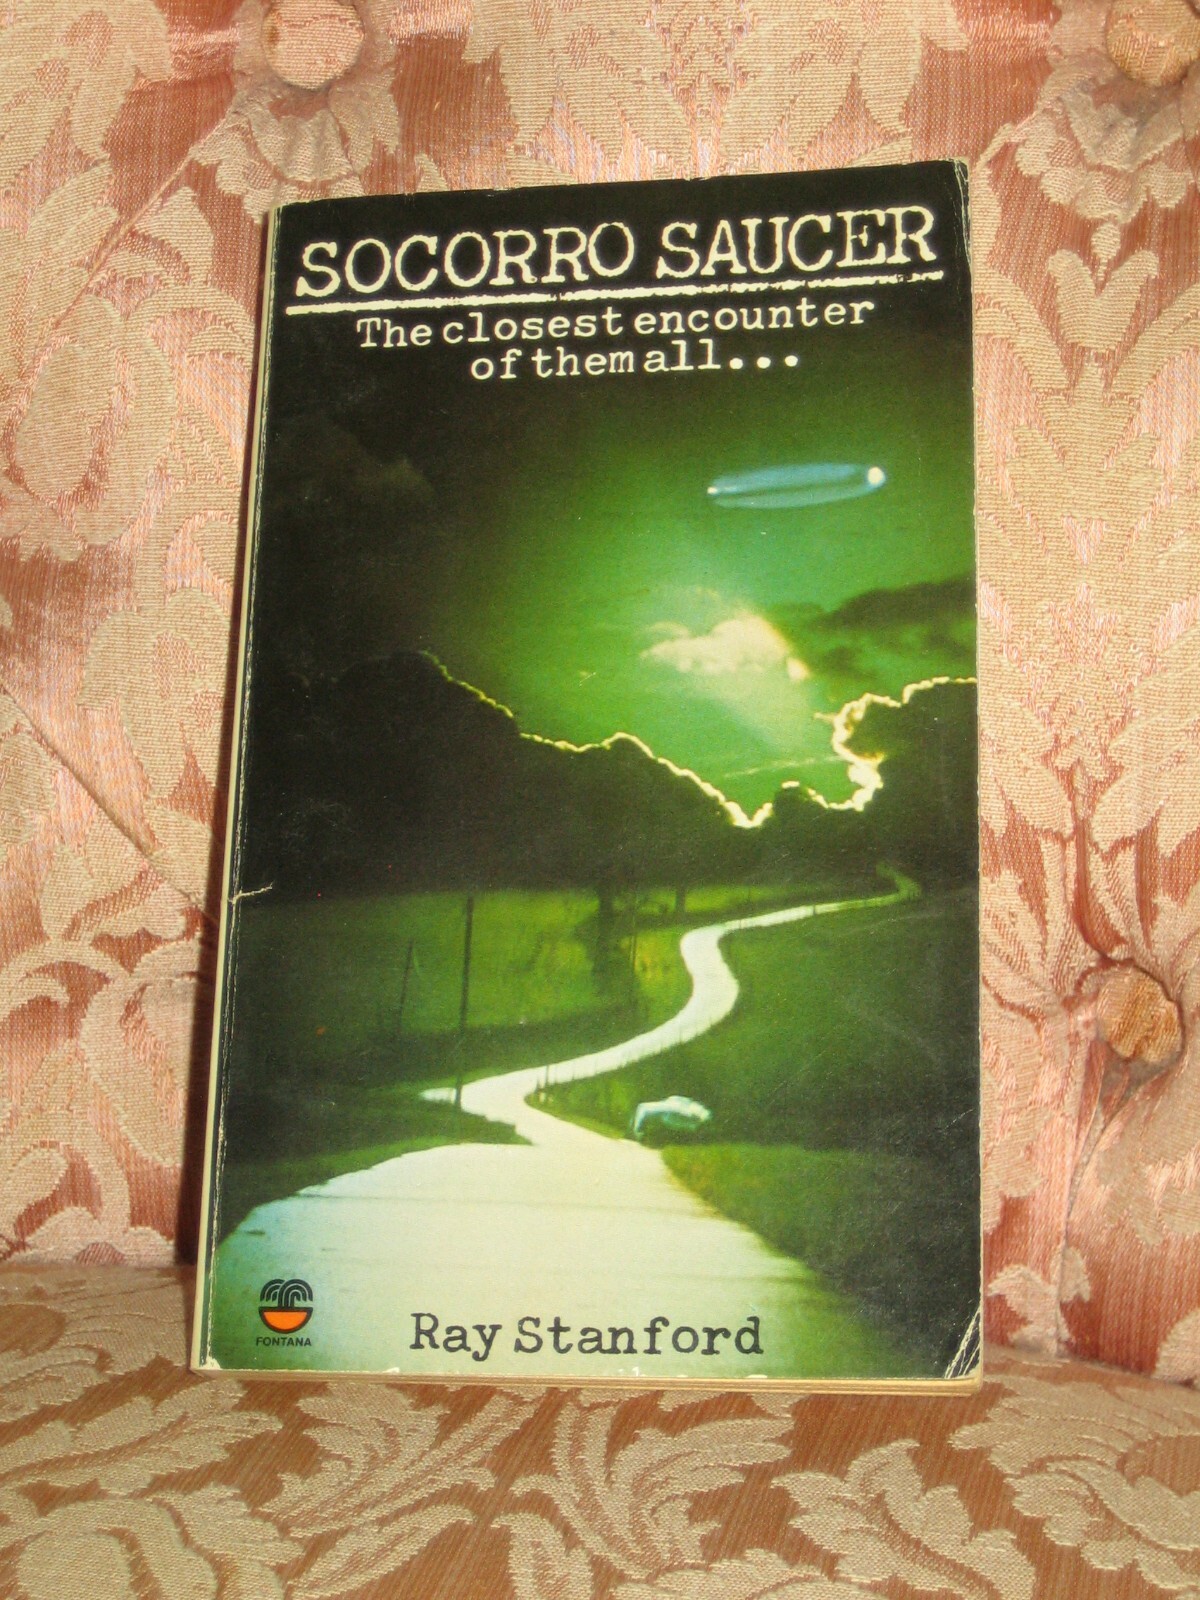 SOCORRO SAUCER
The closest encounter
of them all...
FONTANA
Ray Stanford